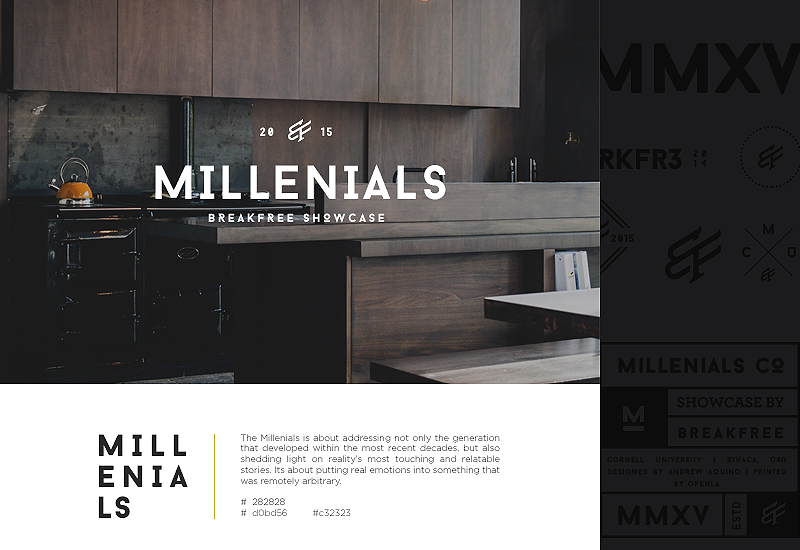 20 15
MILLENIALS
BREAKFREE SHOWCASE
MILL
ENIA
LS
The Millenials is about addressing not only the generation
that developed within the most recent decades, but also
shedding light on reality's most touching and relatable
stories. Its about putting real emotions into something that
was remotely arbitrary.
# 282828
# d0bd56 #c32323
MMXV
RKFR3 20
14
2015
M
C O
MILLENIALS CO
M
SHOWCASE BY
BREAKFREE
CORNELL UNIVERSITY | ITHACA, ORD
DESIGNED BY ANDREW AQUINO | PRINTED
BY OPENLA
MMXV ESTD